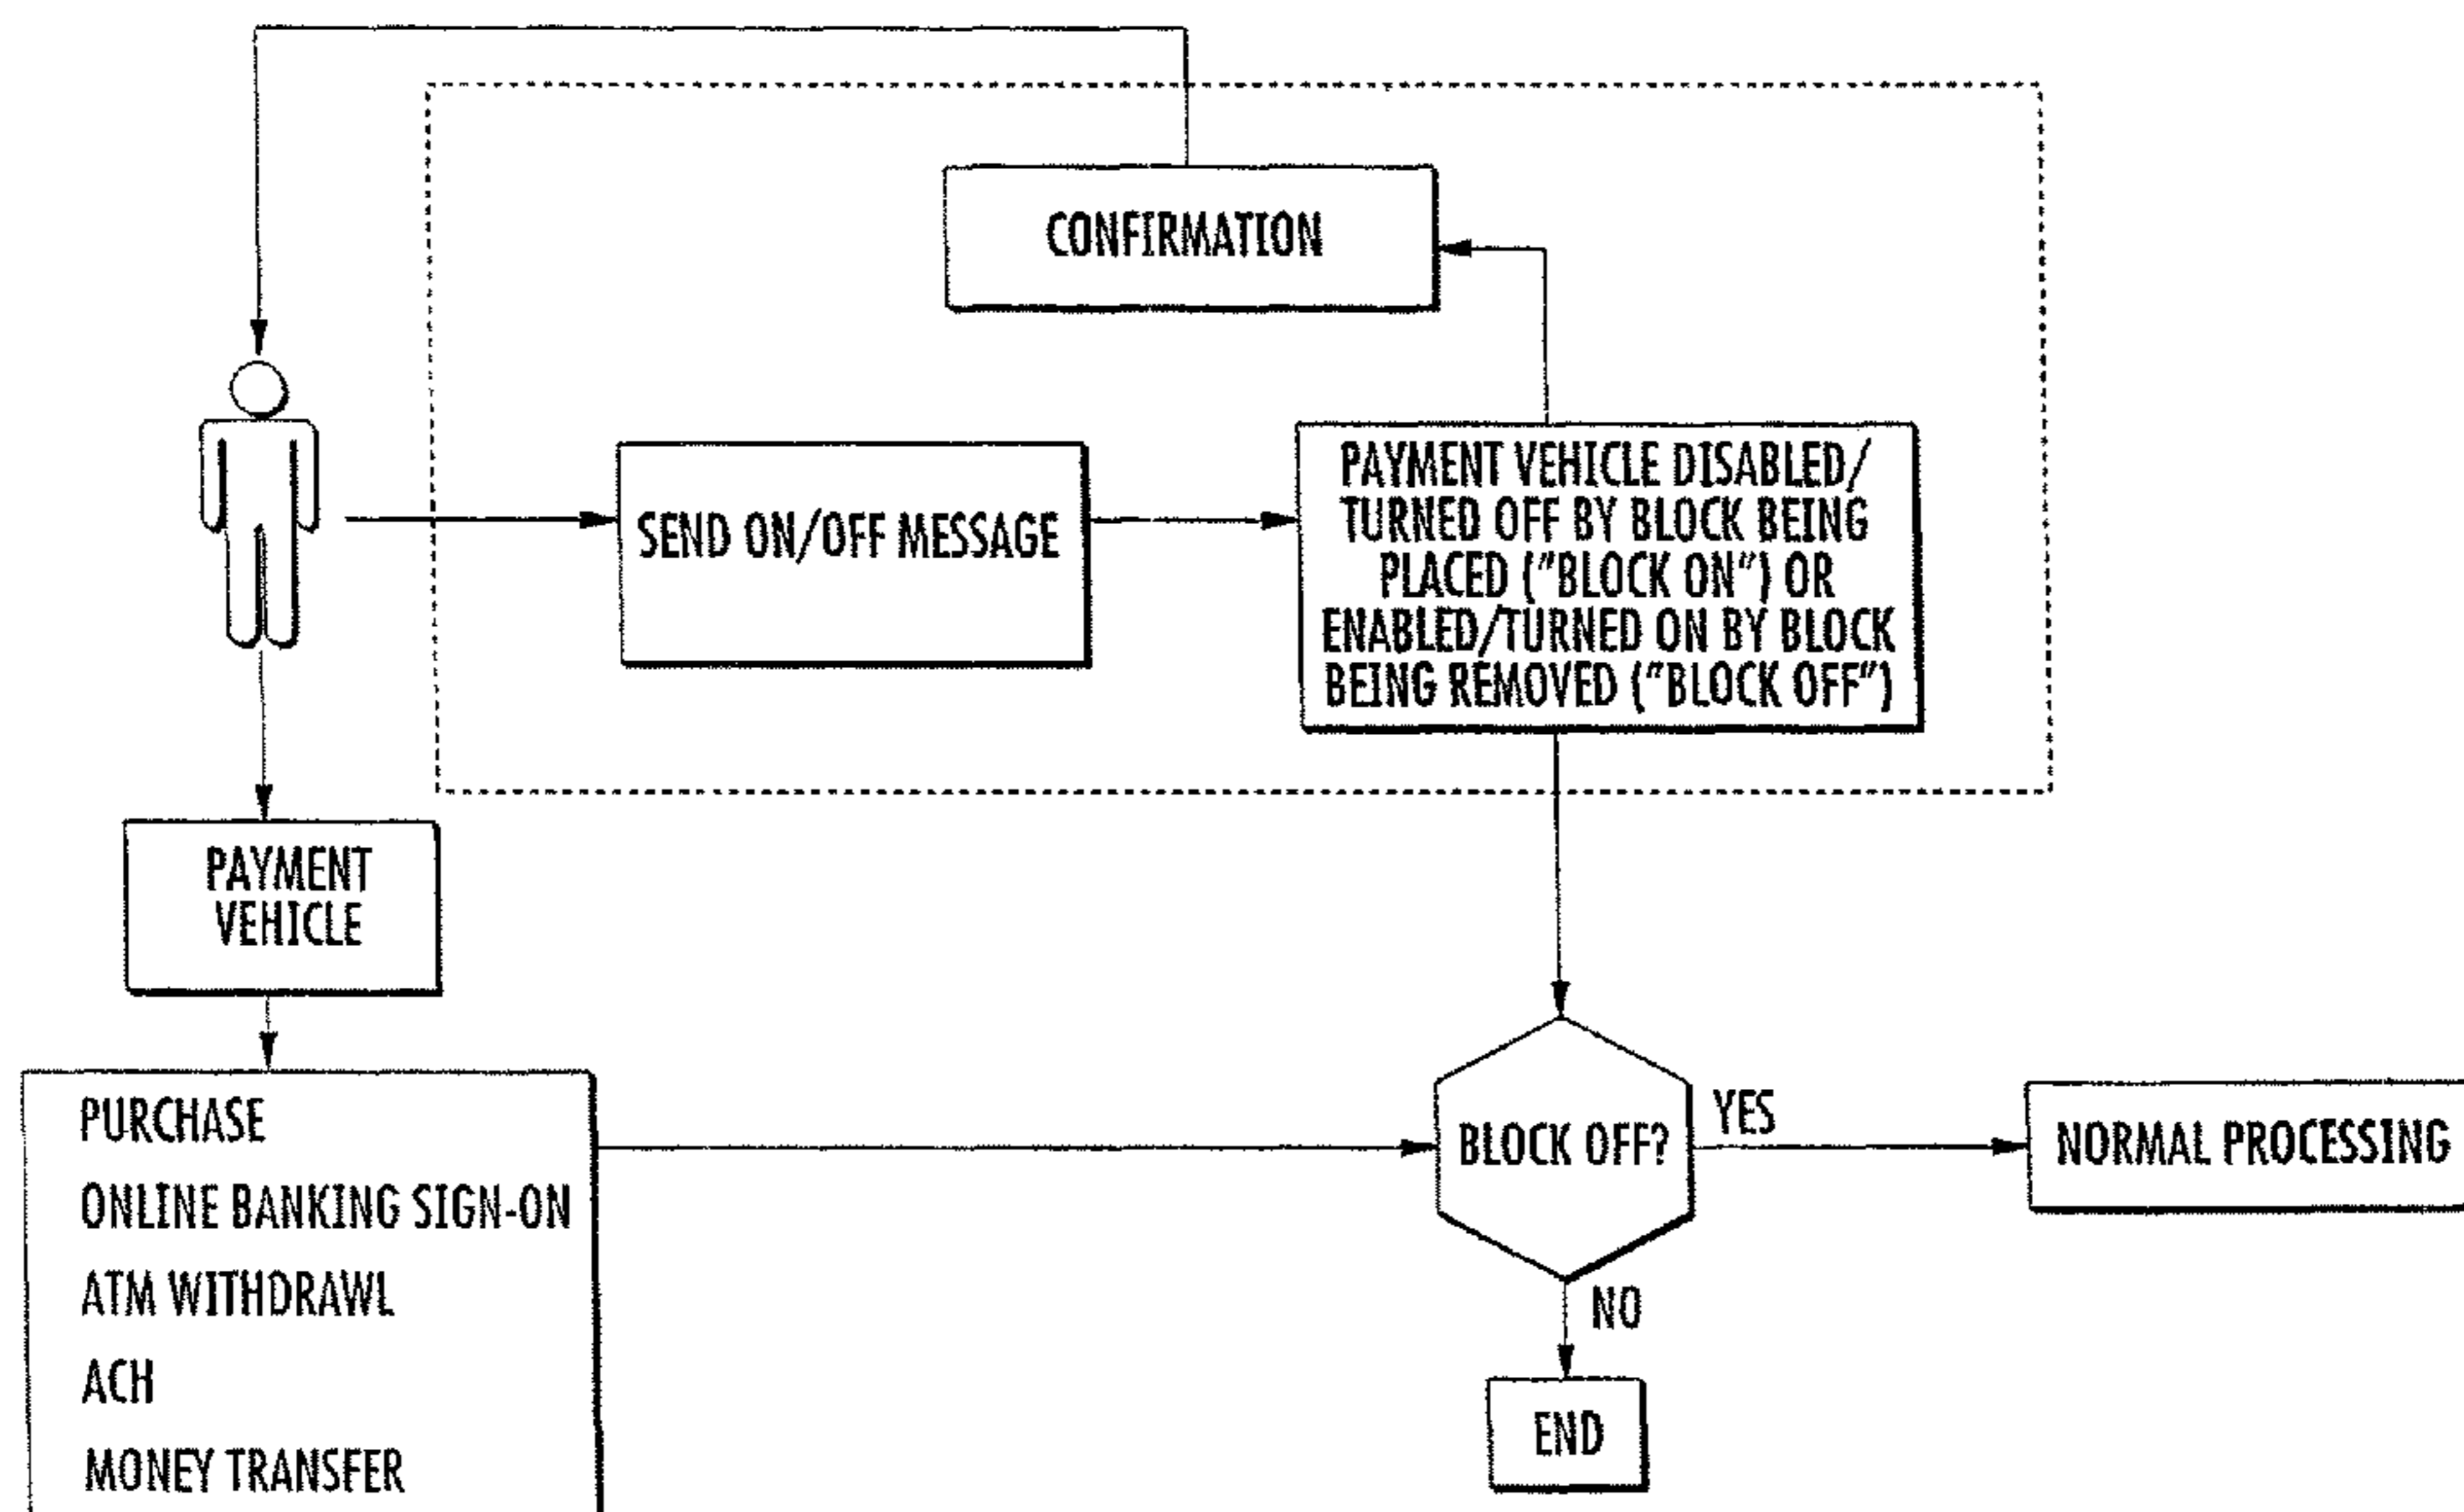 CONFIRMATION
SEND ON/OFF MESSAGE
PAYMENT VEHICLE DISABLED/
TURNED OFF BY BLOCK BEING
PLACED ("BLOCK ON") OR
ENABLED/TURNED ON BY BLOCK
BEING REMOVED ("BLOCK OFF")
PAYMENT
VEHICLE
PURCHASE
ONLINE BANKING SIGN-ON
ATM WITHDRAWL
ACH
MONEY TRANSFER
BLOCK OFF?
YES
NORMAL PROCESSING
NO
END